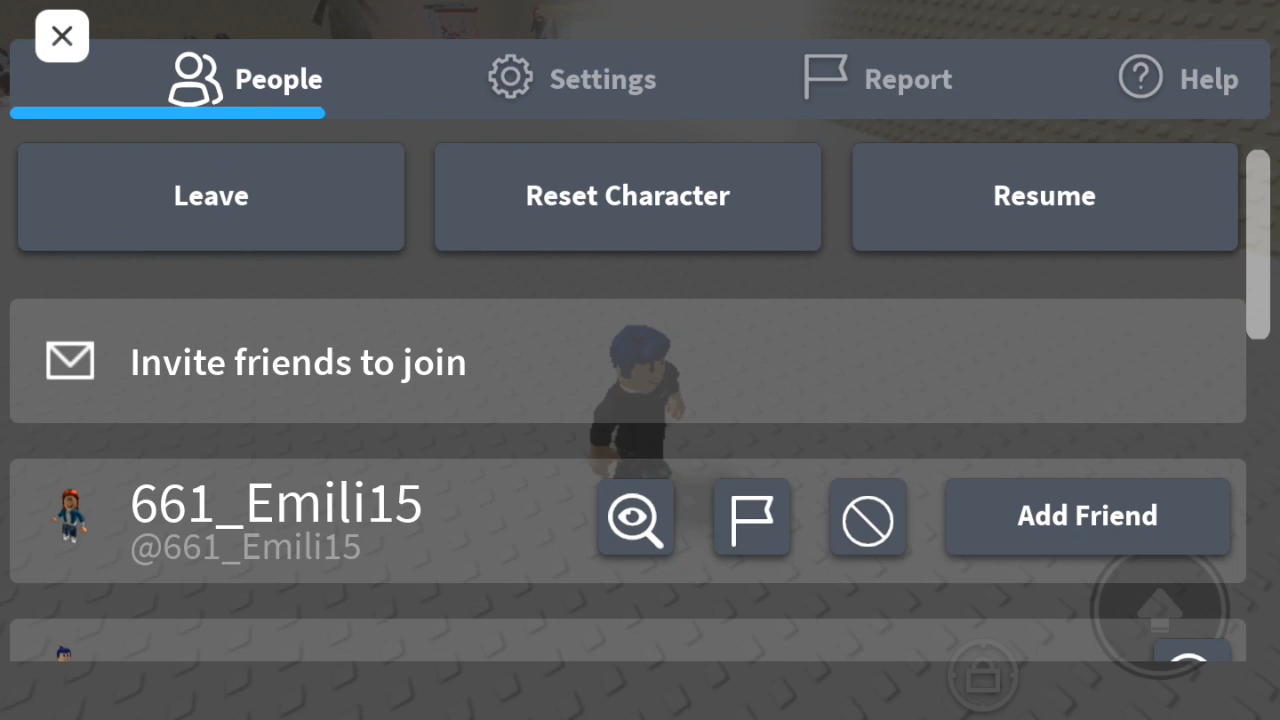 People
Settings
Report
Help
Leave
Reset Character
Resume
Invite friends to join
661_Emili15
@661_Emili15
Add Friend